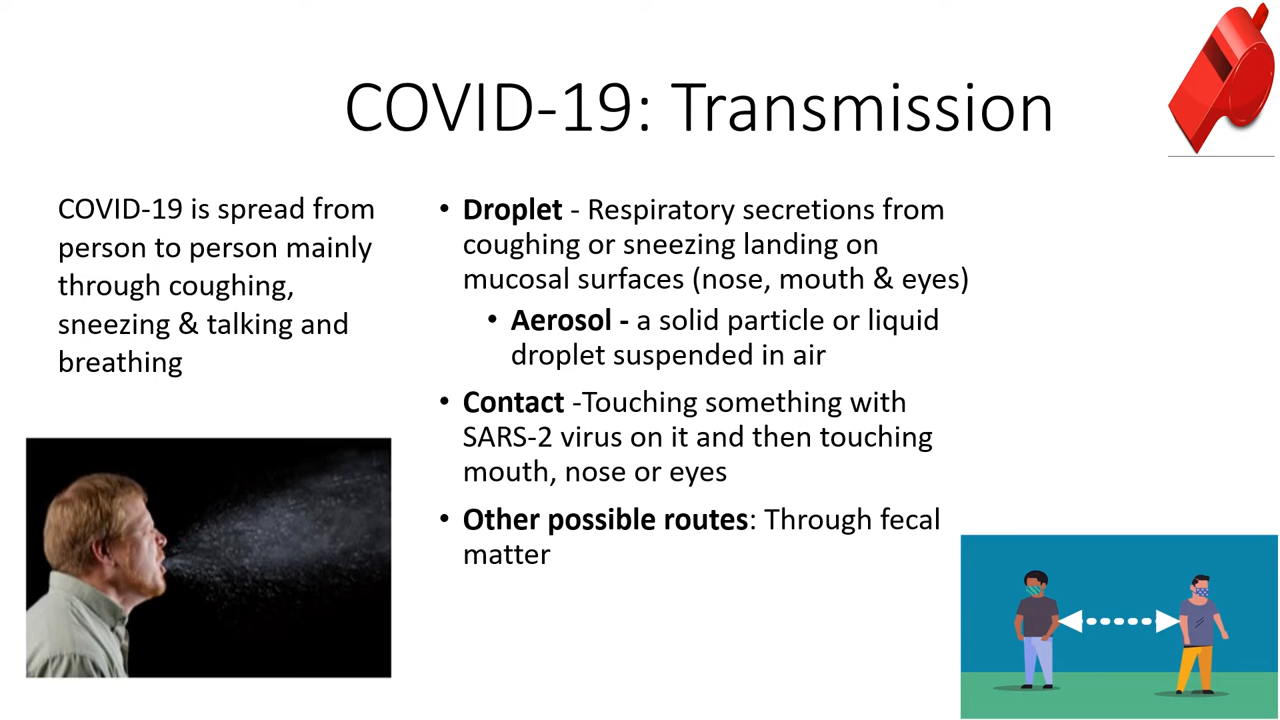 COVID-19: Transmission
COVID-19 is spread from
person to person mainly
through coughing,
sneezing & talking and
breathing
• Droplet - Respiratory secretions from
coughing or sneezing landing on
mucosal surfaces (nose, mouth & eyes)
• Aerosol - a solid particle or liquid
droplet suspended in air
• Contact -Touching something with
SARS-2 virus on it and then touching
mouth, nose or eyes
• Other possible routes: Through fecal
matter